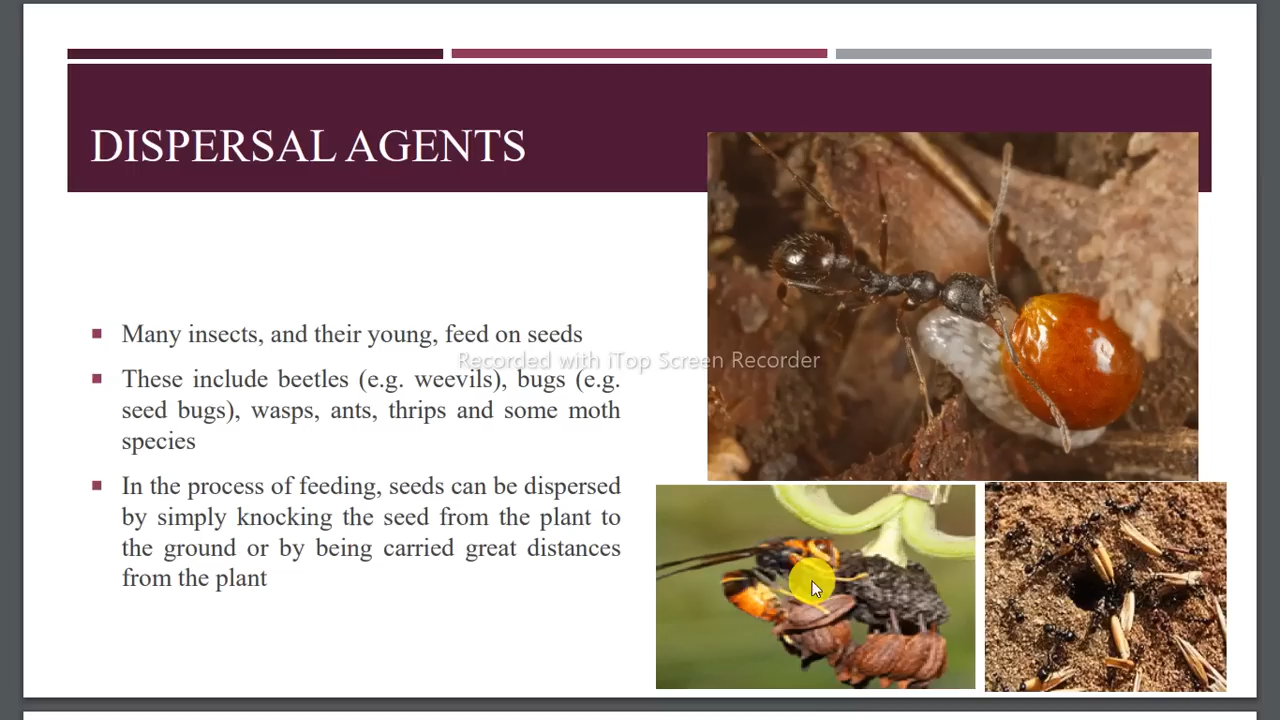 DISPERSAL AGENTS
Many insects, and their young, feed on seeds
Recorded with iTop Screen Recorder
These include beetles (e.g. weevils), bugs (e.g.
seed bugs), wasps, ants, thrips and some moth
species
In the process of feeding, seeds can be dispersed
by simply knocking the seed from the plant to
the ground or by being carried great distances
from the plant